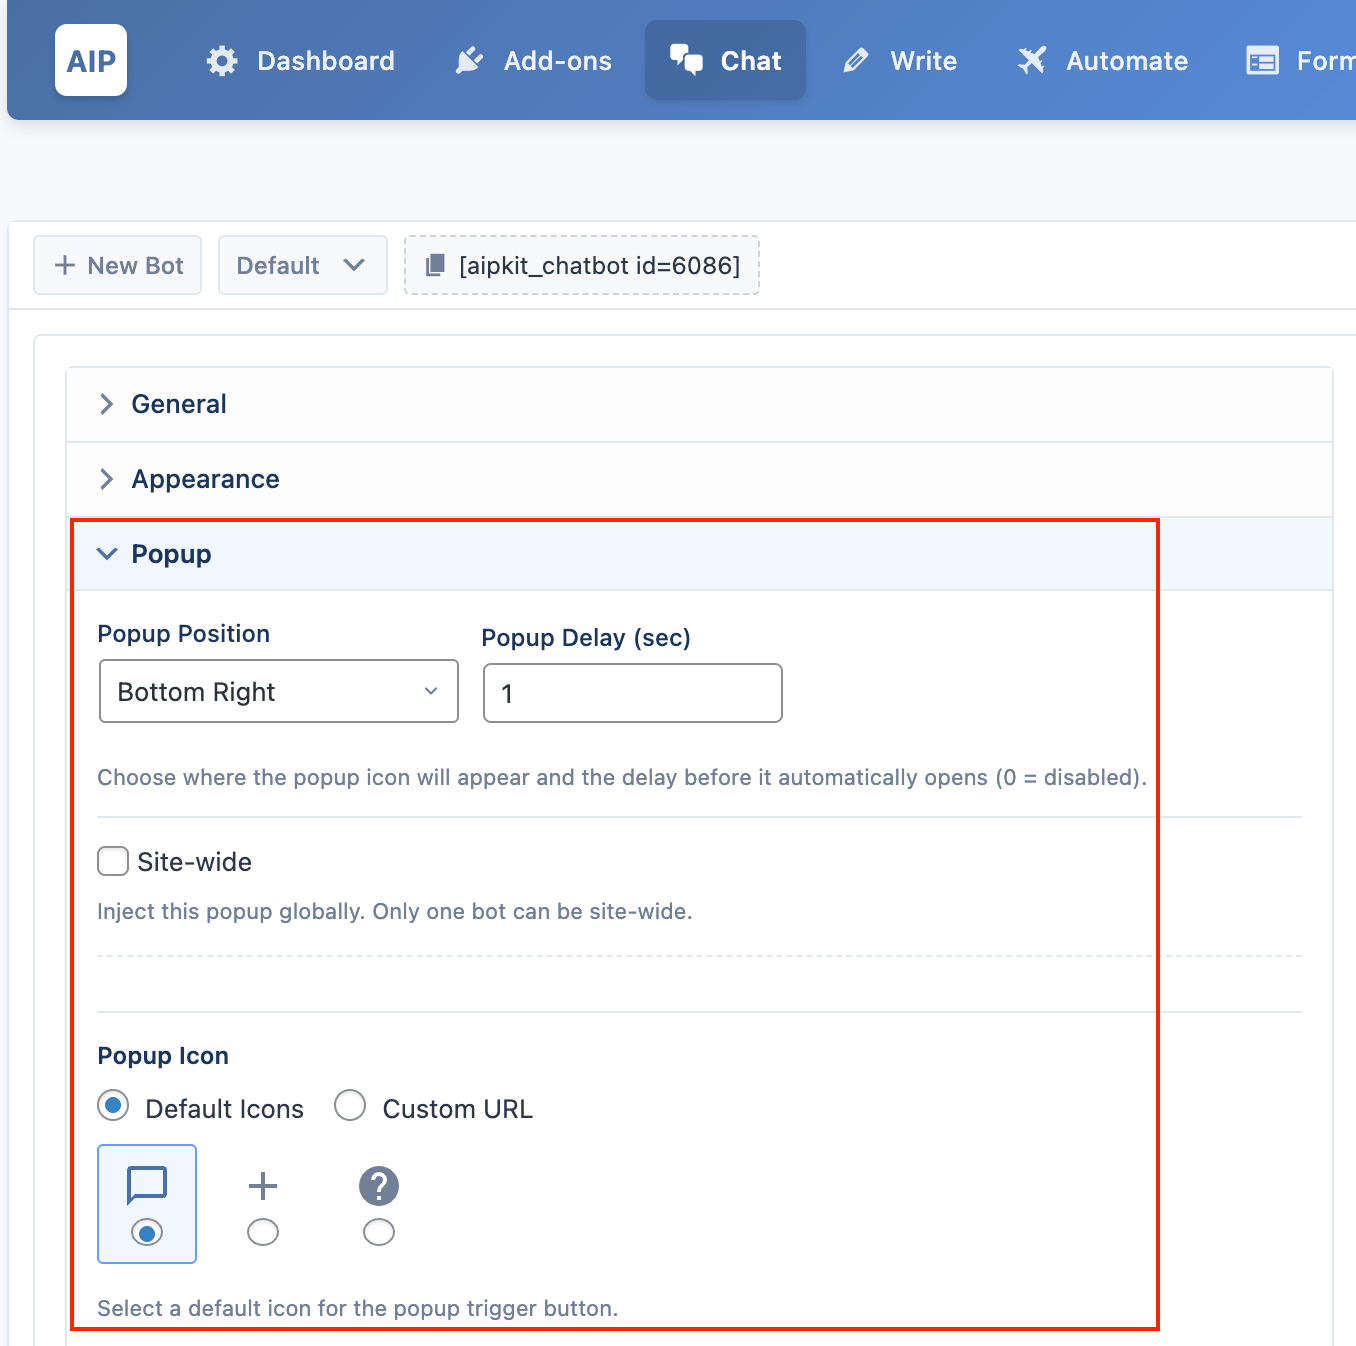 AIP Dashboard Add-ons Chat Write Automate Form
New Bot Default [aipkit_chatbot id=6086]
General
Appearance
Popup
Popup Position Popup Delay (sec)
Bottom Right 1
Choose where the popup icon will appear and the delay before it automatically opens (0 = disabled).
Site-wide
Inject this popup globally. Only one bot can be site-wide.
Popup Icon
Default Icons Custom URL
Select a default icon for the popup trigger button.